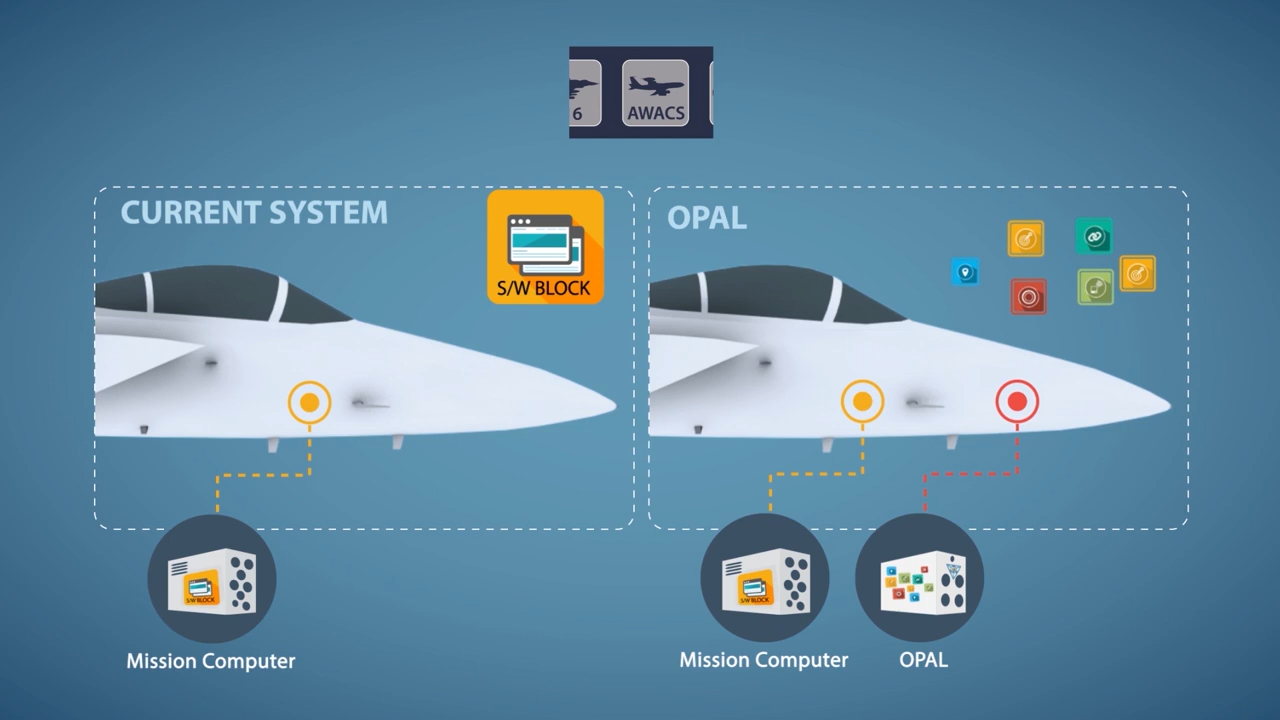 6
AWACS
CURRENT SYSTEM
S/W BLOCK
OPAL
S/W BLOCK
Mission Computer
S/W BLOCK
Mission Computer
OPAL